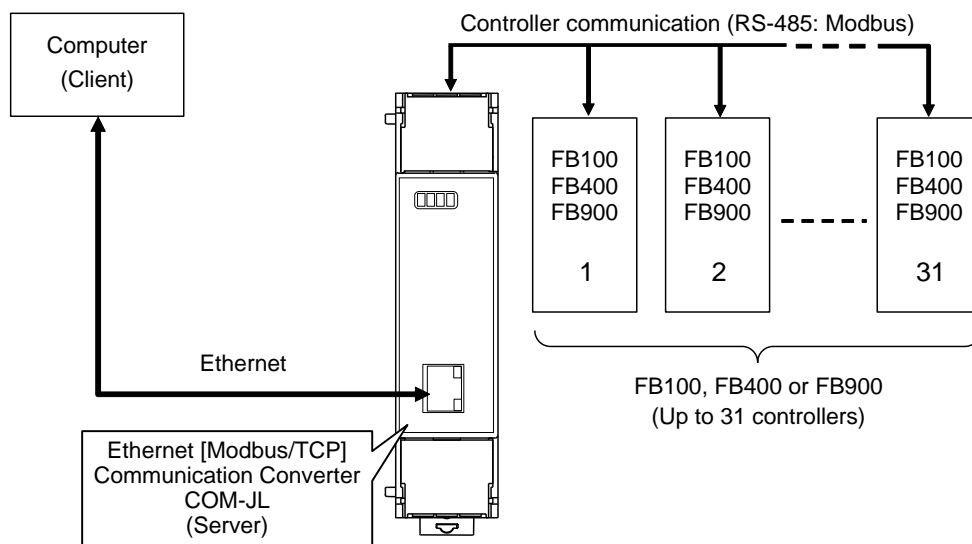 Computer
(Client)
Controller communication (RS-485: Modbus)
FB100
FB400
FB900
1
FB100
FB400
FB900
2
FB100
FB400
FB900
31
Ethernet
FB100, FB400 or FB900
(Up to 31 controllers)
Ethernet [Modbus/TCP]
Communication Converter
COM-JL
(Server)